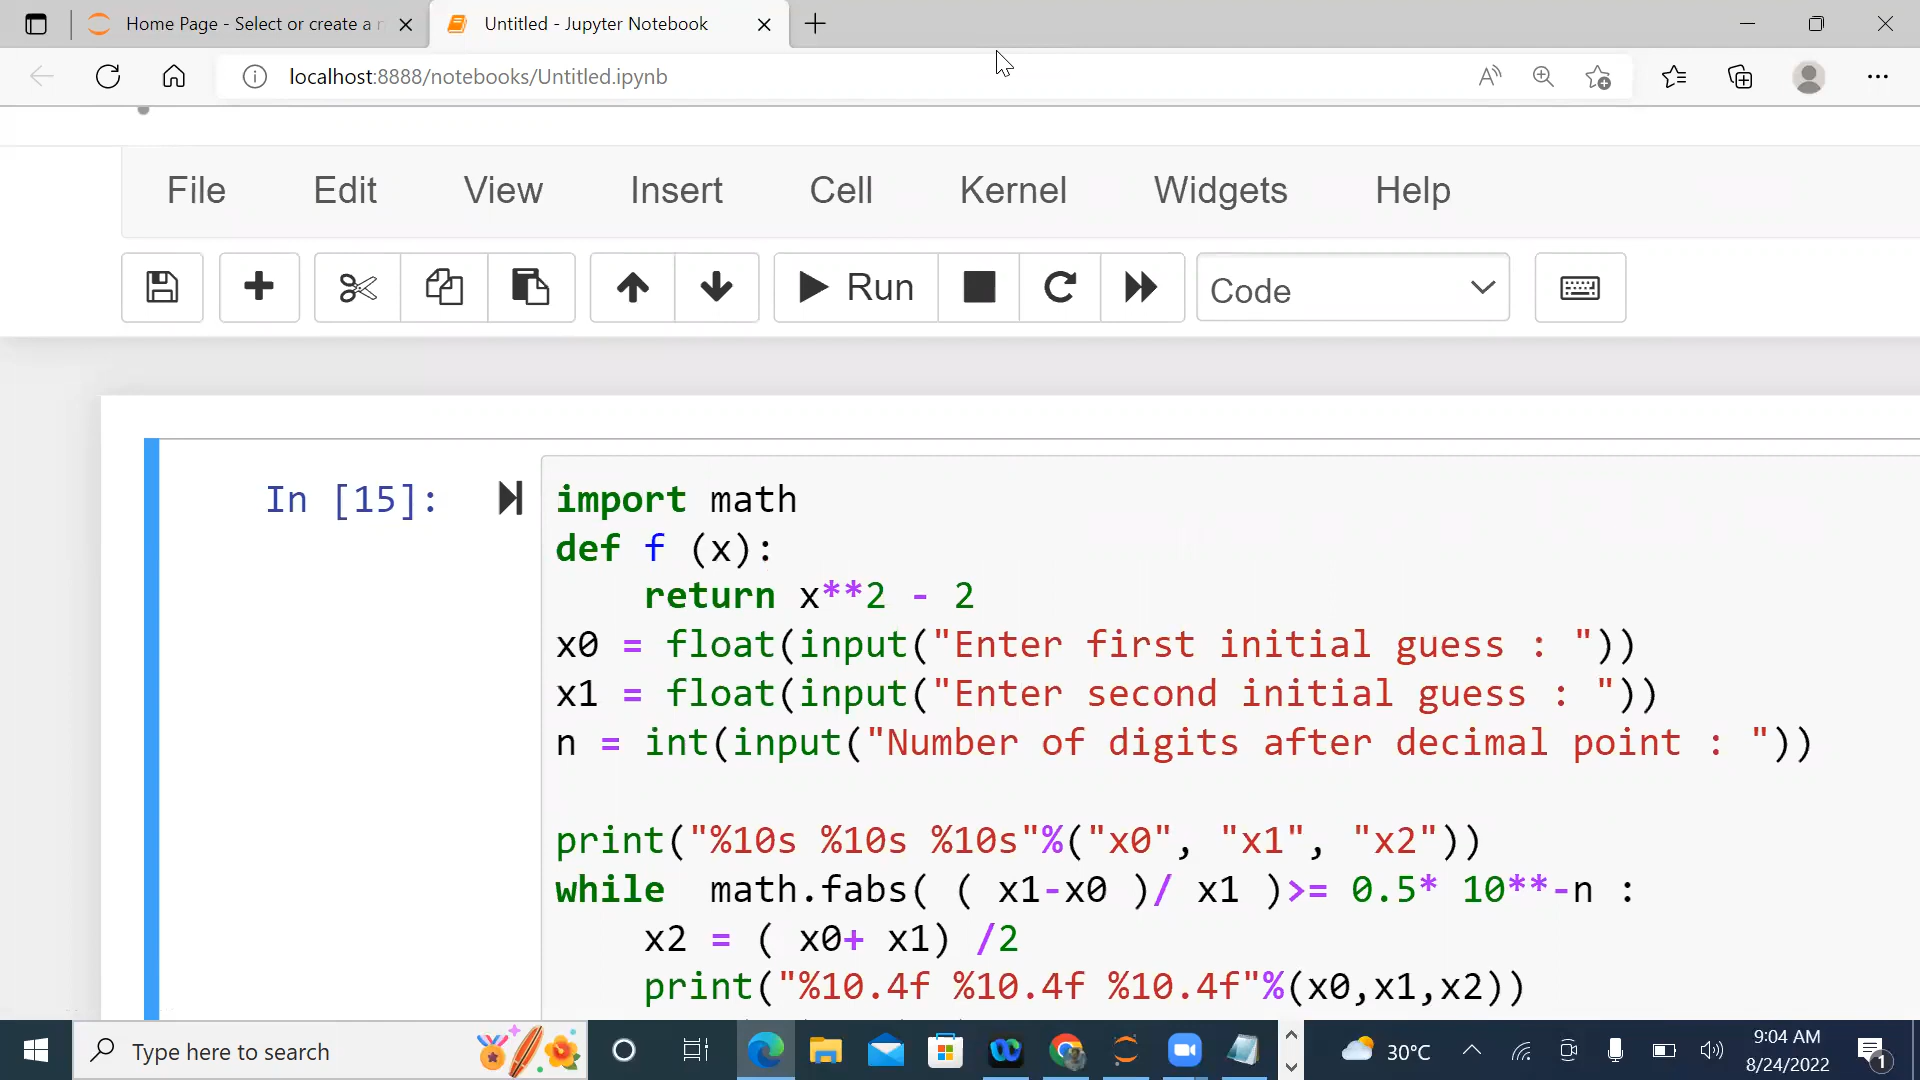 Home Page - Select or create a n
Untitled - Jupyter Notebook
localhost:8888/notebooks/Untitled.ipynb
File Edit View Insert Cell Kernel Widgets Help
Run
Code
In [15]:
import math
def f (x):
    return x**2 - 2
x0 = float(input("Enter first initial guess : "))
x1 = float(input("Enter second initial guess : "))
n = int(input("Number of digits after decimal point : "))
print("%10s %10s %10s"%("x0", "x1", "x2"))
while  math.fabs( ( x1-x0 )/ x1 )>= 0.5* 10**-n :
    x2 = ( x0+ x1) /2
    print("%10.4f %10.4f %10.4f"%(x0,x1,x2))
Type here to search
30°C
9:04 AM
8/24/2022
1